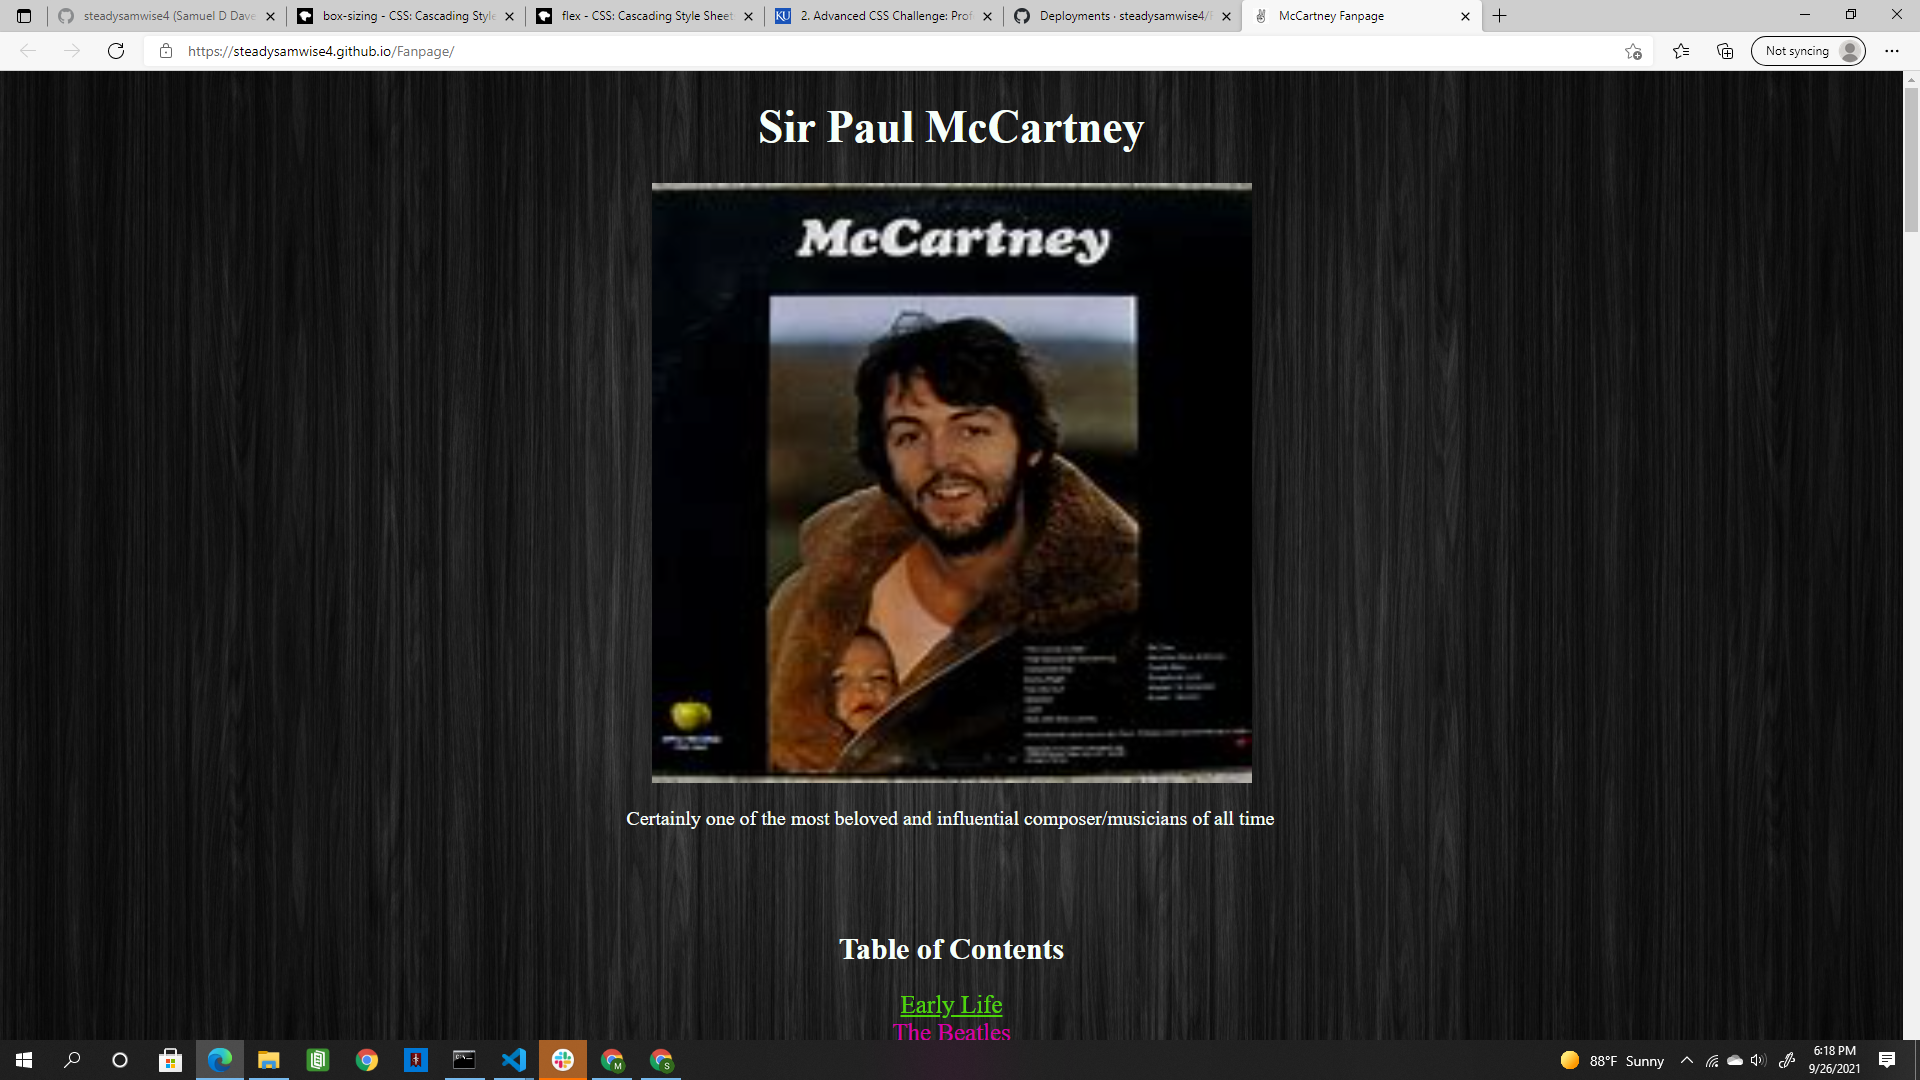 steadysamwise4 (Samuel D Dave
box-sizing - CSS: Cascading Style
flex - CSS: Cascading Style Sheet
KU
2. Advanced CSS Challenge: Prof
Deployments · steadysamwise4/F
McCartney Fanpage
https://steadysamwise4.github.io/Fanpage/
Not syncing
Sir Paul McCartney
McCartney
Certainly one of the most beloved and influential composer/musicians of all time
Table of Contents
Early Life
The Beatles
M
S
88°F Sunny
6:18 PM
9/26/2021